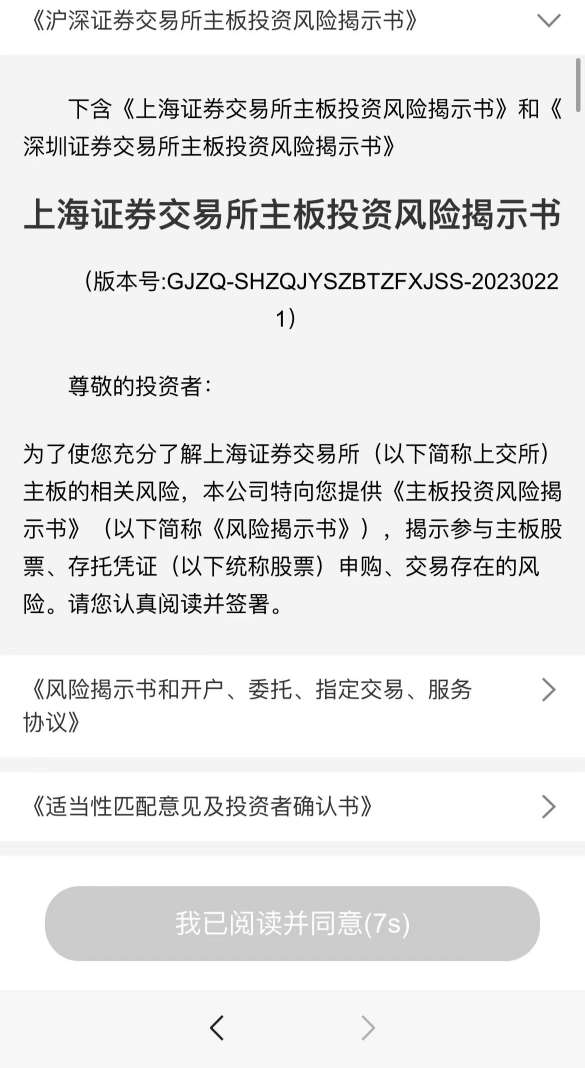 《沪深证券交易所主板投资风险揭示书》
下含《上海证券交易所主板投资风险揭示书》和《
深圳证券交易所主板投资风险揭示书》
上海证券交易所主板投资风险揭示书
（版本号:GJZQ-SHZQJYSZBTZFXJSS-2023022
1）
尊敬的投资者：
为了使您充分了解上海证券交易所（以下简称上交所）
主板的相关风险，本公司特向您提供《主板投资风险揭
示书》（以下简称《风险揭示书》），揭示参与主板股
票、存托凭证（以下统称股票）申购、交易存在的风
险。请您认真阅读并签署。
《风险揭示书和开户、委托、指定交易、服务
协议》
《适当性匹配意见及投资者确认书》
我已阅读并同意(7s)